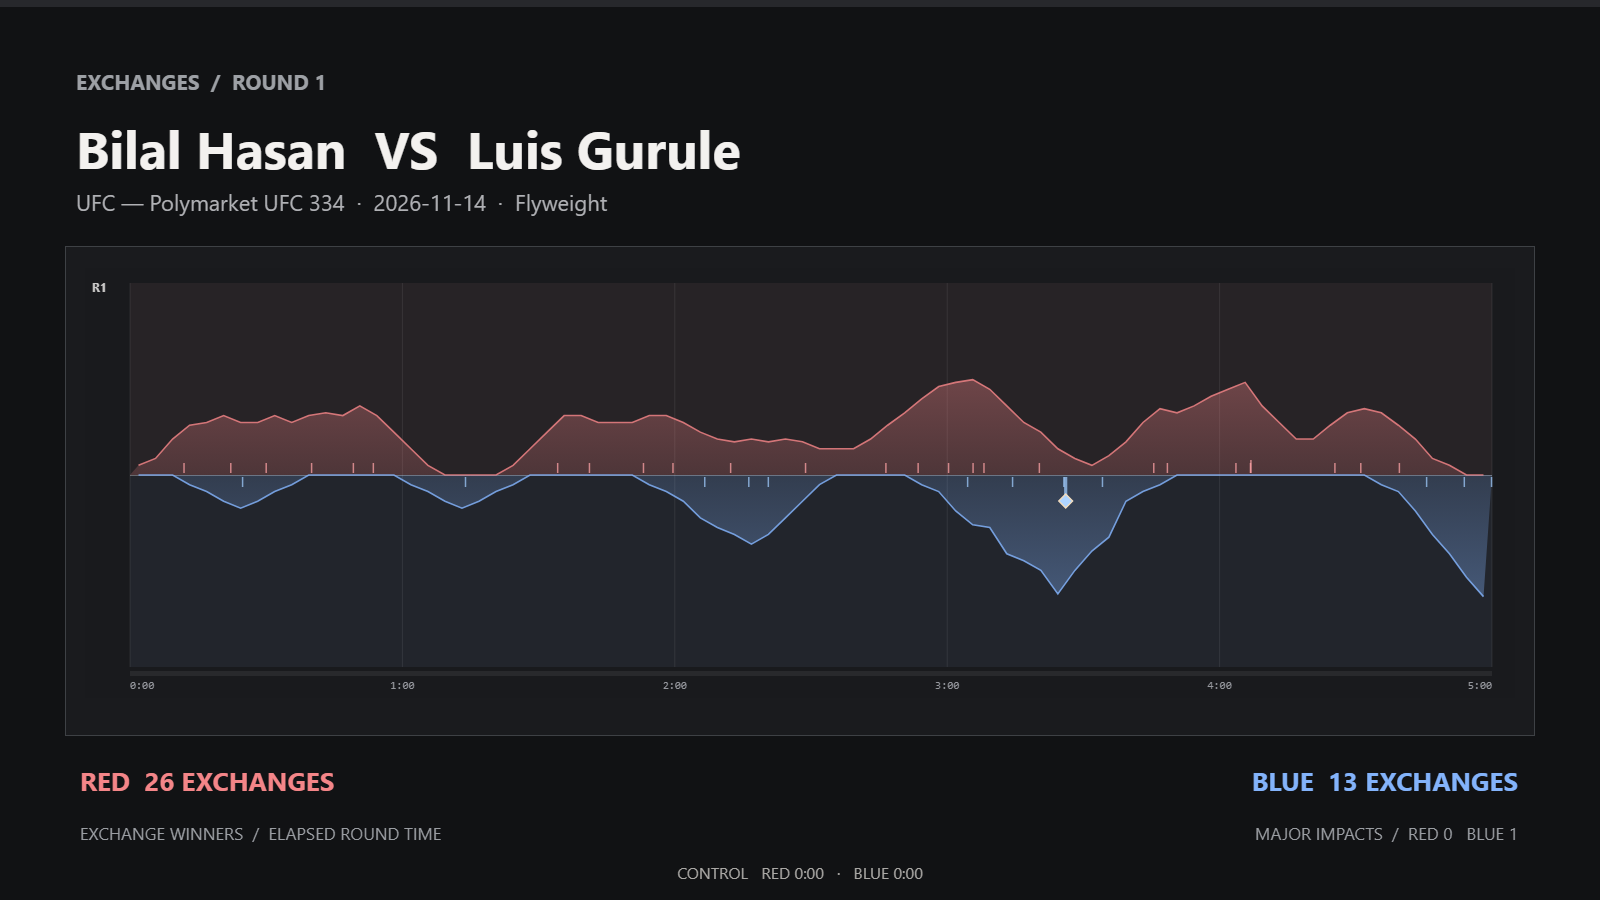 EXCHANGES / ROUND 1
Bilal Hasan VS Luis Gurule
UFC — Polymarket UFC 334 · 2026-11-14 · Flyweight
R1
0:00 1:00 2:00 3:00 4:00 5:00
RED 26 EXCHANGES BLUE 13 EXCHANGES
EXCHANGE WINNERS / ELAPSED ROUND TIME MAJOR IMPACTS / RED 0 BLUE 1
CONTROL RED 0:00 · BLUE 0:00